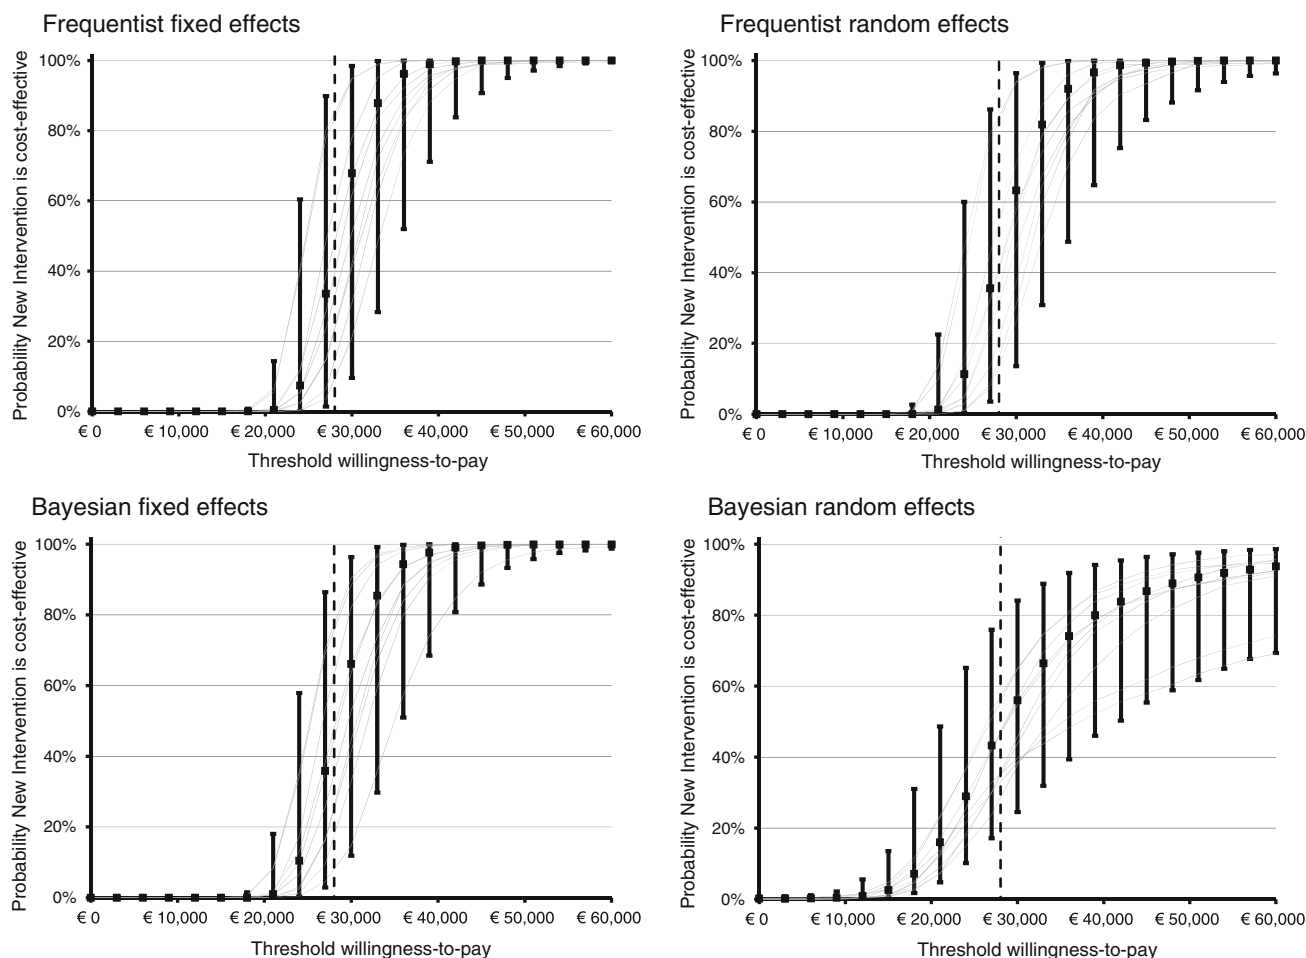 Frequentist fixed effects
Probability New Intervention is cost-effective
100%
80%
60%
40%
20%
0%
€ 0 € 10,000 € 20,000 € 30,000 € 40,000 € 50,000 € 60,000
Threshold willingness-to-pay
Frequentist random effects
Probability New Intervention is cost-effective
100%
80%
60%
40%
20%
0%
€ 0 € 10,000 € 20,000 € 30,000 € 40,000 € 50,000 € 60,000
Threshold willingness-to-pay
Bayesian fixed effects
Probability New Intervention is cost-effective
100%
80%
60%
40%
20%
0%
€ 0 € 10,000 € 20,000 € 30,000 € 40,000 € 50,000 € 60,000
Threshold willingness-to-pay
Bayesian random effects
Probability New Intervention is cost-effective
100%
80%
60%
40%
20%
0%
€ 0 € 10,000 € 20,000 € 30,000 € 40,000 € 50,000 € 60,000
Threshold willingness-to-pay